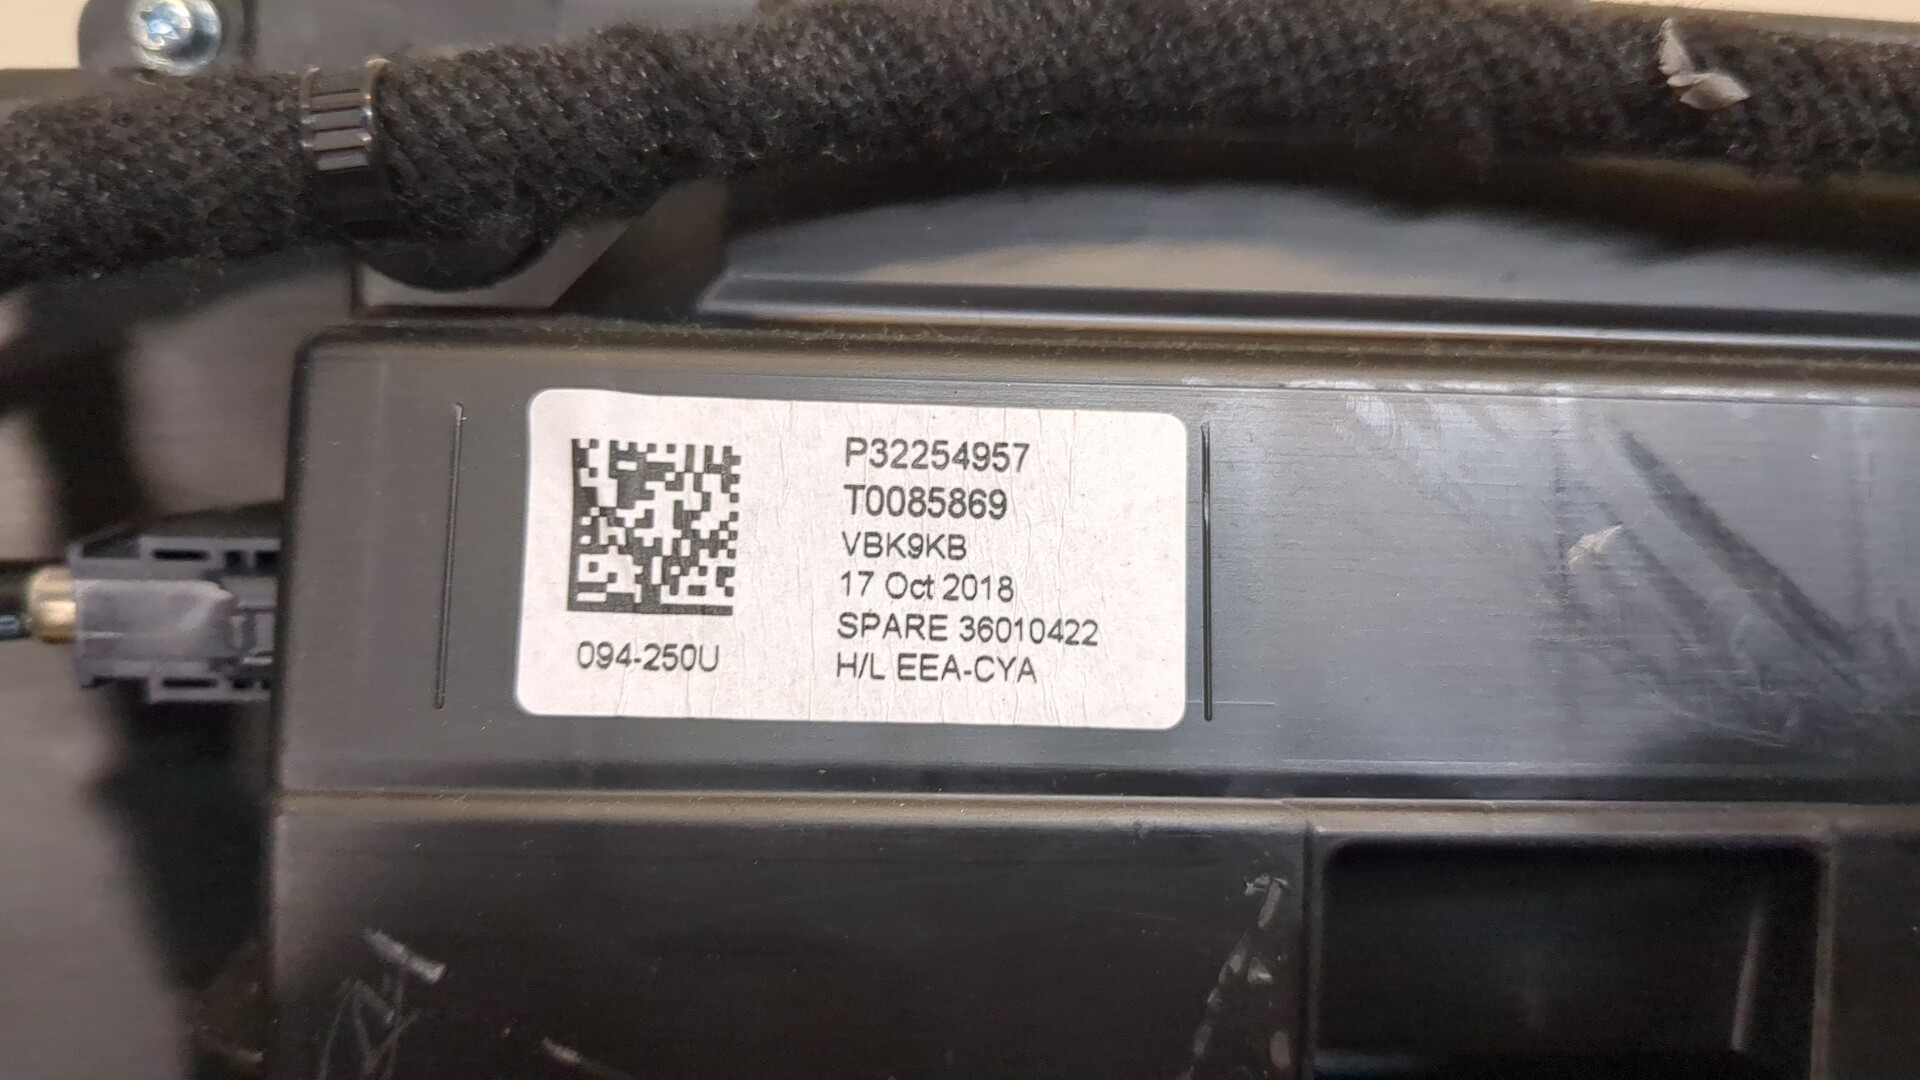 P32254957
T0085869
VBK9KB
17 Oct 2018
SPARE 36010422
H/L EEA-CYA
094-250U